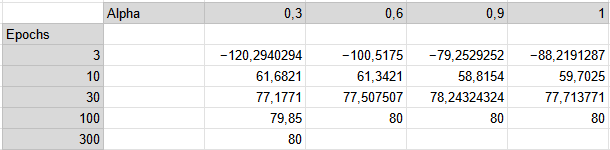 Alpha 0,3 0,6 0,9 1
Epochs
3 −120,2940294 −100,5175 −79,2529252 −88,2191287
10 61,6821 61,3421 58,8154 59,7025
30 77,1771 77,507507 78,24324324 77,713771
100 79,85 80 80 80
300 80